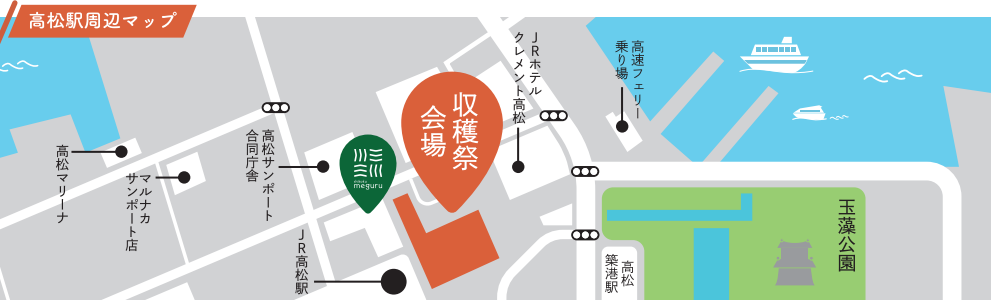 高松駅周辺マップ
高松マリーナ
マルナカ
サンポート店
高松サンポート
合同庁舎
meguru
収穫祭
会場
JR高松駅
JRホテル
クレメント高松
高速フェリー
乗り場
高松
築港駅
玉藻公園